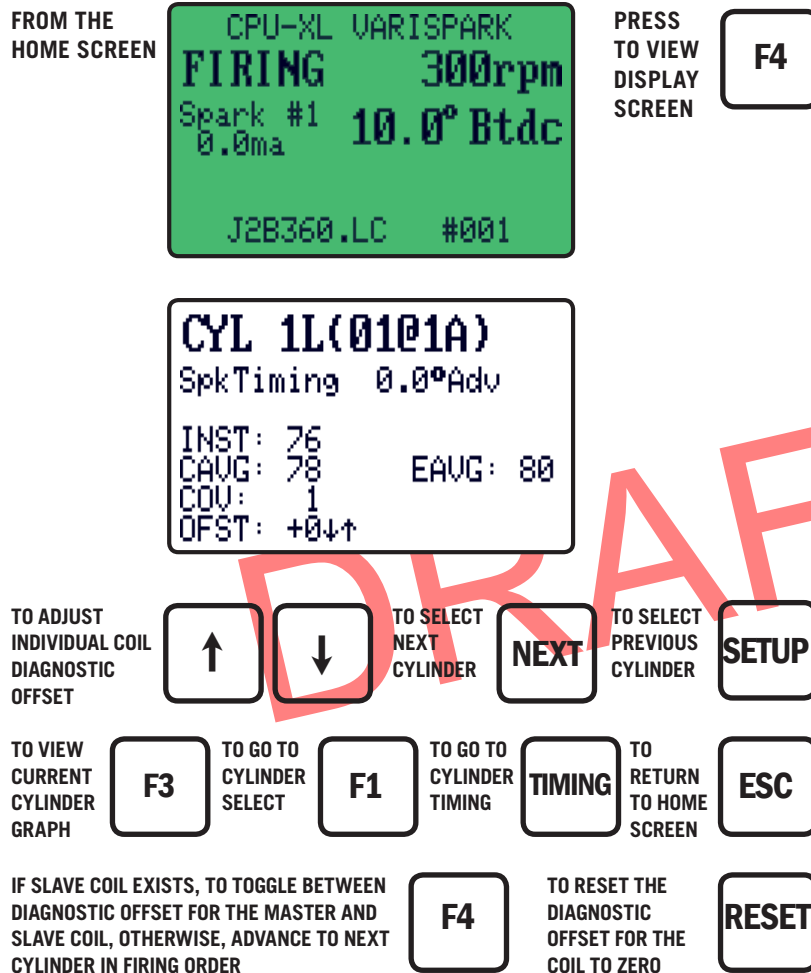 FROM THE
HOME SCREEN
CPU-XL VARISPARK
FIRING 300rpm
Spark #1
0.0ma
10.0° Btdc
J2B360.LC #001
PRESS
TO VIEW
DISPLAY
SCREEN
F4
CYL 1L(01@1A)
SpkTiming 0.0°Adv
INST: 76
CAVG: 78 EAVG: 80
COV: 1
OFST: +0↓↑
DRAF
TO ADJUST
INDIVIDUAL COIL
DIAGNOSTIC
OFFSET
↑
↓
TO SELECT
NEXT
CYLINDER
NEXT
TO SELECT
PREVIOUS
CYLINDER
SETUP
TO VIEW
CURRENT
CYLINDER
GRAPH
F3
TO GO TO
CYLINDER
SELECT
F1
TO GO TO
CYLINDER
TIMING
TIMING
TO
RETURN
TO HOME
SCREEN
ESC
IF SLAVE COIL EXISTS, TO TOGGLE BETWEEN
DIAGNOSTIC OFFSET FOR THE MASTER AND
SLAVE COIL, OTHERWISE, ADVANCE TO NEXT
CYLINDER IN FIRING ORDER
F4
TO RESET THE
DIAGNOSTIC
OFFSET FOR THE
COIL TO ZERO
RESET